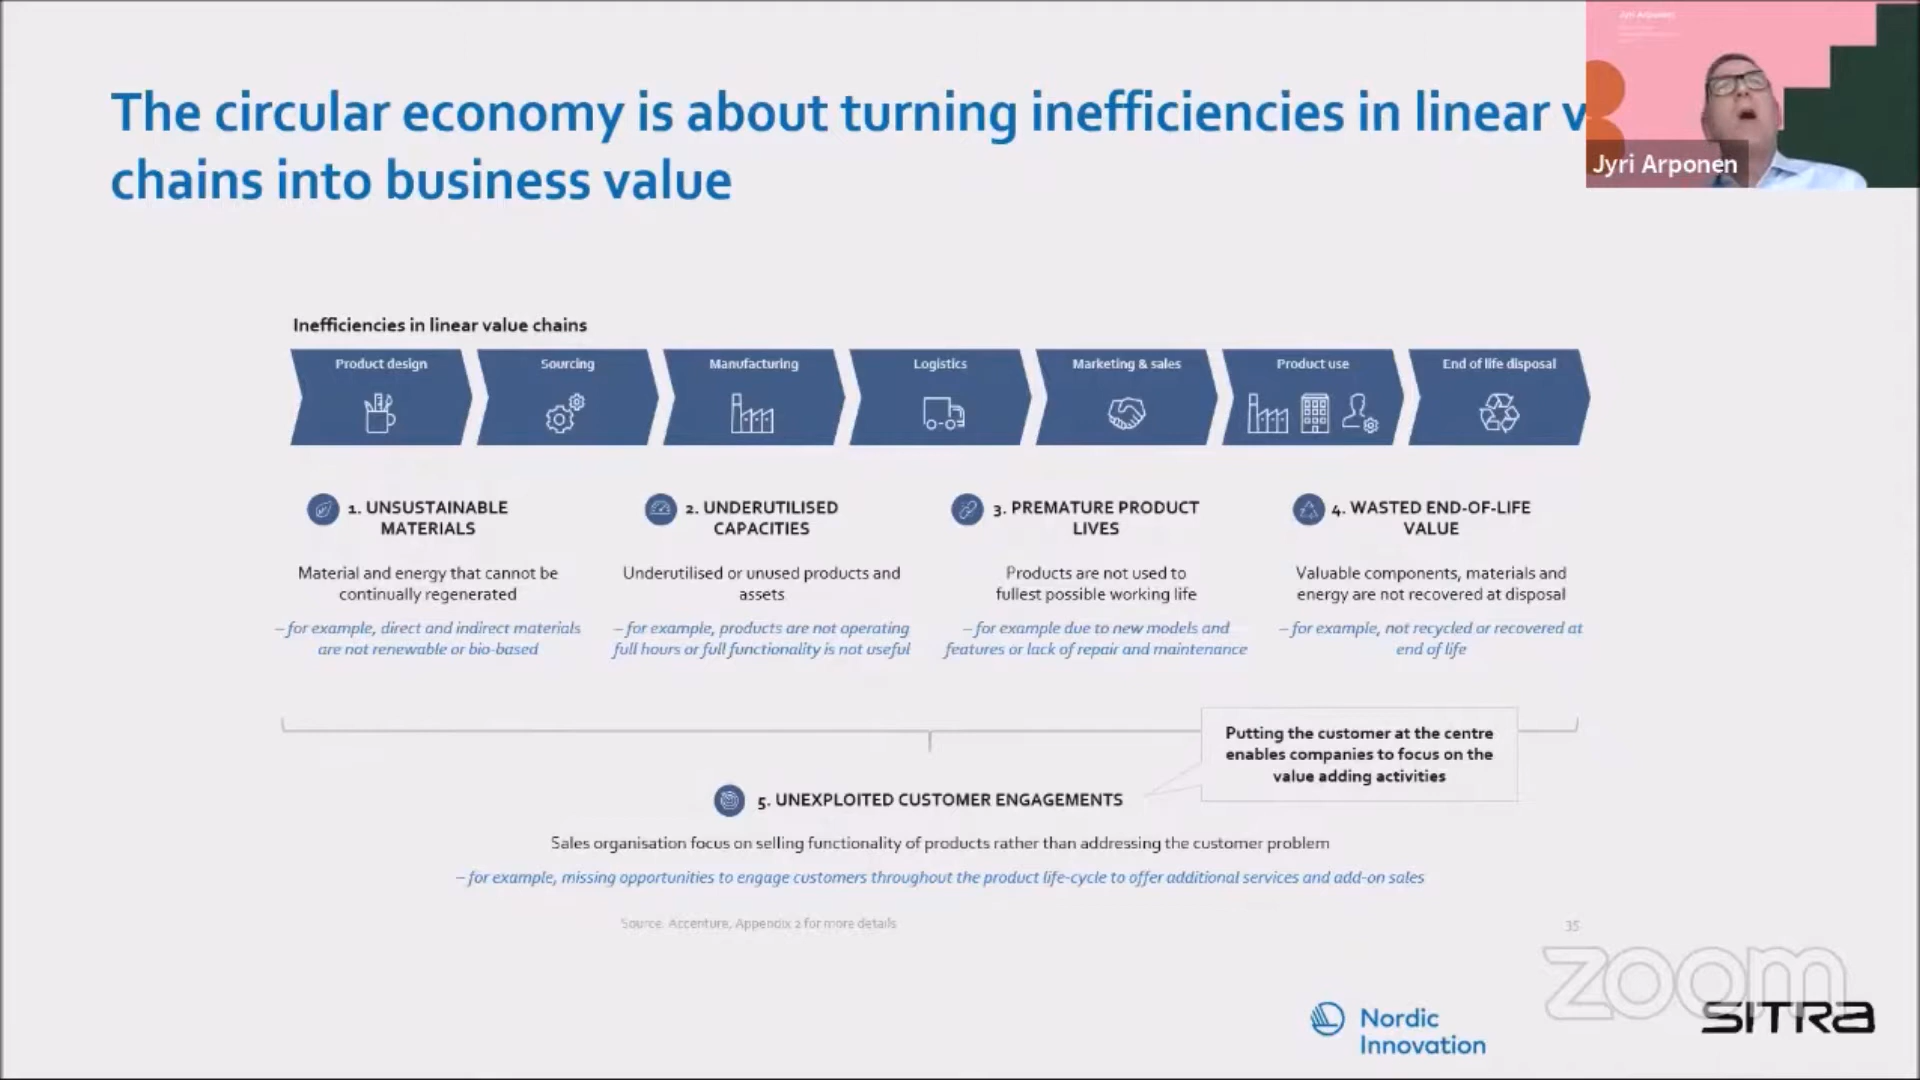 The circular economy is about turning inefficiencies in linear v
chains into business value
Jyri Arponen
Inefficiencies in linear value chains
Product design
Sourcing
Manufacturing
Logistics
Marketing & sales
Product use
End of life disposal
1. UNSUSTAINABLE
MATERIALS
Material and energy that cannot be
continually regenerated
– for example, direct and indirect materials
are not renewable or bio-based
2. UNDERUTILISED
CAPACITIES
Underutilised or unused products and
assets
– for example, products are not operating
full hours or full functionality is not useful
3. PREMATURE PRODUCT
LIVES
Products are not used to
fullest possible working life
– for example due to new models and
features or lack of repair and maintenance
4. WASTED END-OF-LIFE
VALUE
Valuable components, materials and
energy are not recovered at disposal
– for example, not recycled or recovered at
end of life
Putting the customer at the centre
enables companies to focus on the
value adding activities
5. UNEXPLOITED CUSTOMER ENGAGEMENTS
Sales organisation focus on selling functionality of products rather than addressing the customer problem
– for example, missing opportunities to engage customers throughout the product life-cycle to offer additional services and add-on sales
Source: Accenture, Appendix 2 for more details
35
zoom
Nordic
Innovation
SITRA